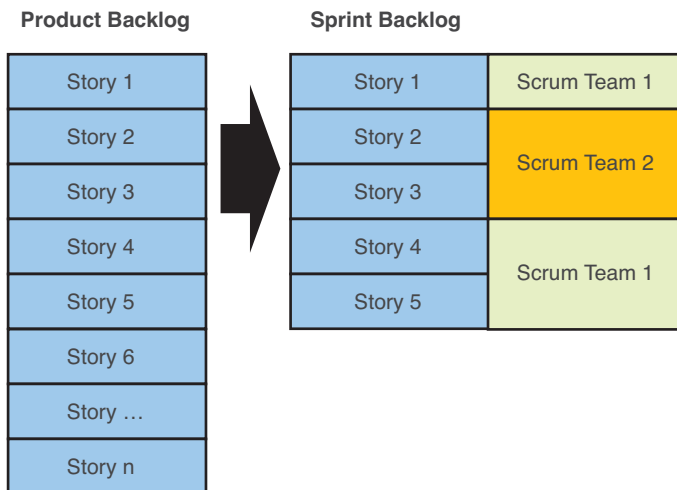 Product Backlog
Story 1
Story 2
Story 3
Story 4
Story 5
Story 6
Story …
Story n
Sprint Backlog
Story 1
Story 2
Story 3
Story 4
Story 5
Scrum Team 1
Scrum Team 2
Scrum Team 1